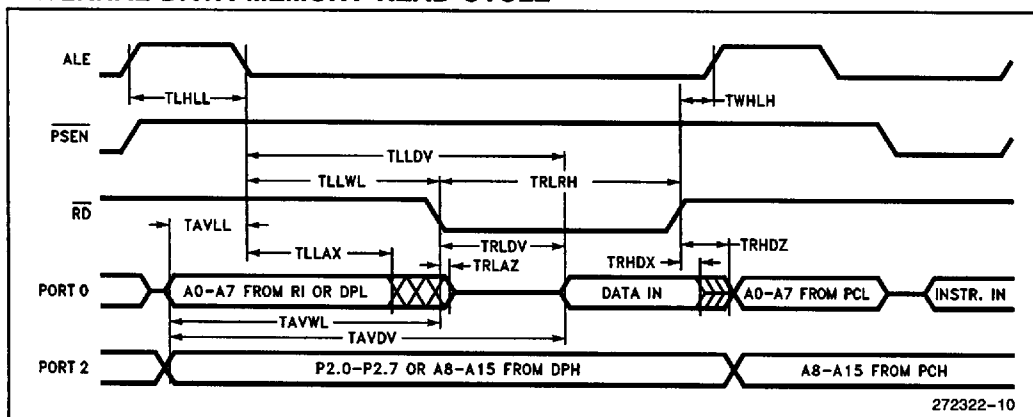 ALE
TLHLL
TWHLH
PSEN
TLLDV
TLLWL
TRLRH
RD
TAVLL
TLLAX
TRLDV
TRLAZ
TRHDX
TRHDZ
PORT 0
A0-A7 FROM RI OR DPL
DATA IN
A0-A7 FROM PCL
INSTR. IN
TAVWL
TAVDV
PORT 2
P2.0-P2.7 OR A8-A15 FROM DPH
A8-A15 FROM PCH
272322-10